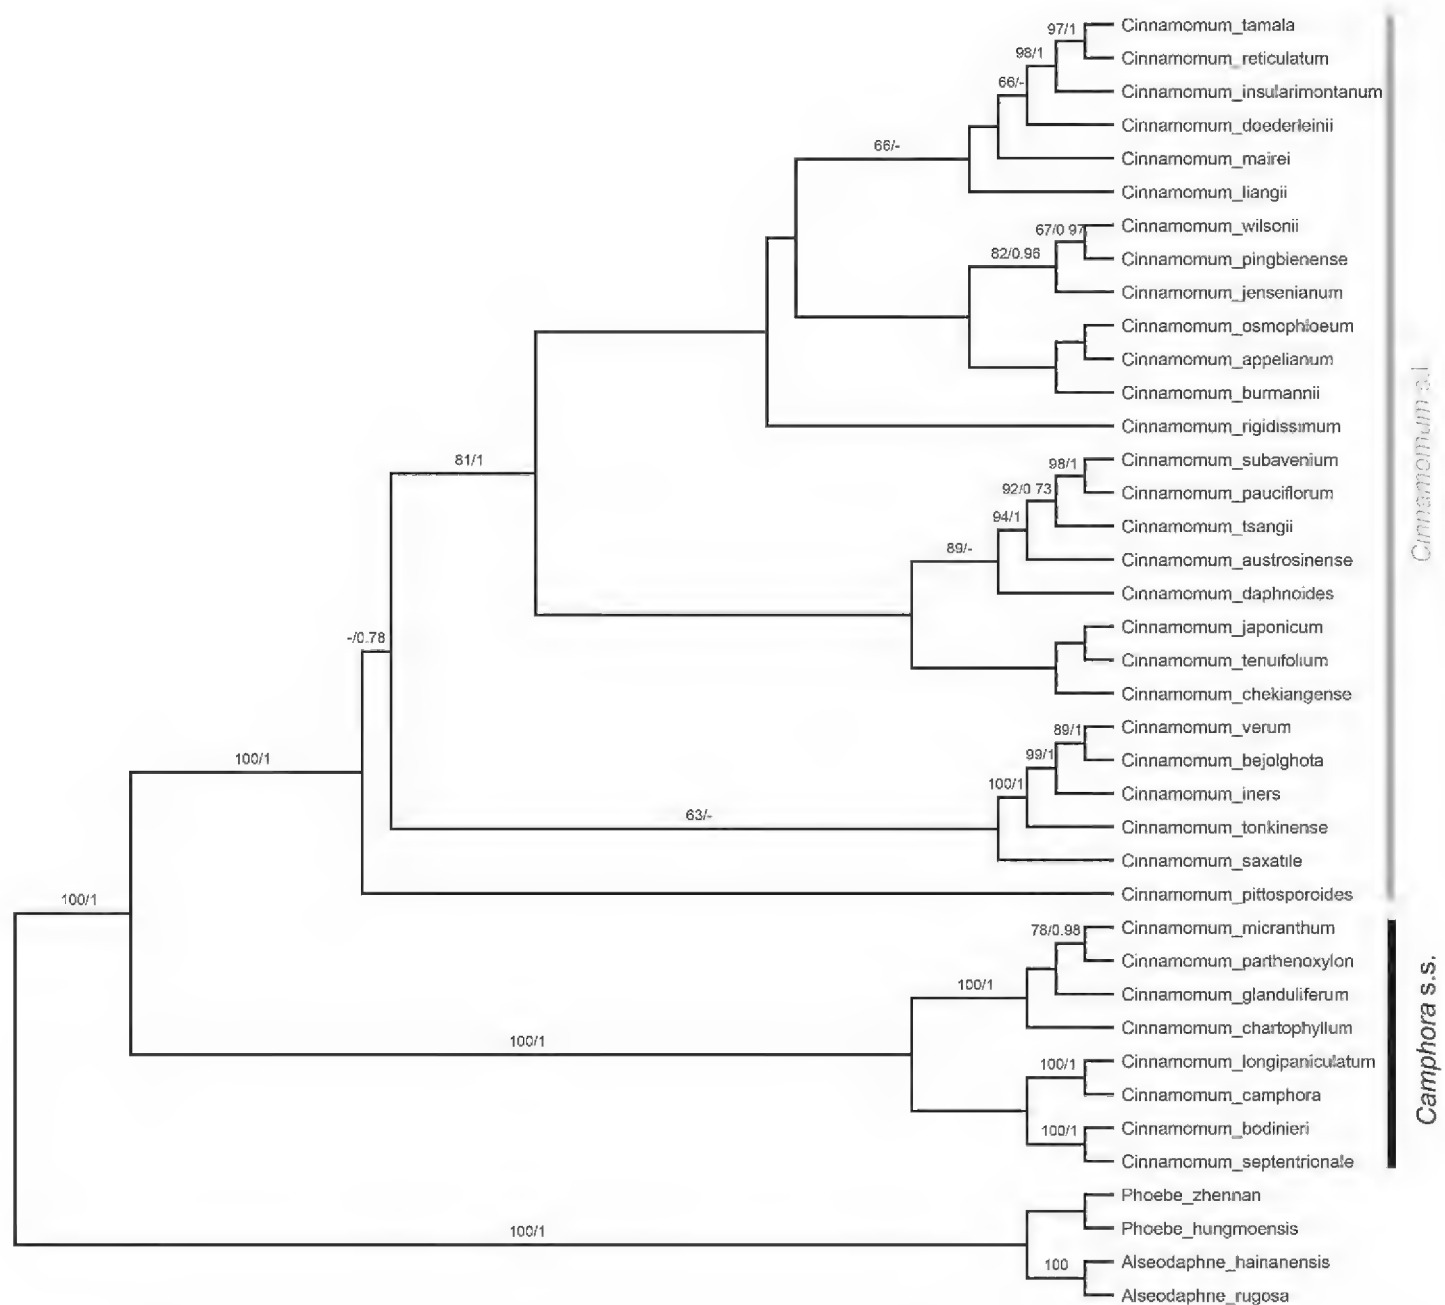 97/1
Cinnamomum_tamala
98/1
Cinnamomum_reticulatum
66/-
Cinnamomum_insularimontanum
Cinnamomum_doederleinii
66/-
Cinnamomum_mairei
Cinnamomum_liangii
67/0.97
Cinnamomum_wilsonii
82/0.96
Cinnamomum_pingbienense
Cinnamomum_jensenianum
Cinnamomum_osmophloeum
Cinnamomum_appelianum
Cinnamomum_burmannii
Cinnamomum_rigidissimum
81/1
98/1
Cinnamomum_subavenium
92/0.73
Cinnamomum_pauciflorum
94/1
Cinnamomum_tsangii
89/-
Cinnamomum_austrosinense
Cinnamomum_daphnoides
-/0.78
Cinnamomum_japonicum
Cinnamomum_tenuifolium
Cinnamomum_chekiangense
89/1
Cinnamomum_verum
99/1
100/1
Cinnamomum_bejolghota
100/1
Cinnamomum_iners
63/-
Cinnamomum_tonkinense
Cinnamomum_saxatile
100/1
Cinnamomum_pittosporoides
78/0.98
Cinnamomum_micranthum
Cinnamomum_parthenoxylon
100/1
Cinnamomum_glanduliferum
Cinnamomum_chartophyllum
100/1
100/1
Cinnamomum_longipaniculatum
Cinnamomum_camphora
100/1
Cinnamomum_bodinieri
Cinnamomum_septentrionale
Phoebe_zhennan
100/1
Phoebe_hungmoensis
100
Alseodaphne_hainanensis
Alseodaphne_rugosa
Cinnamomum s.l.
Camphora s.s.